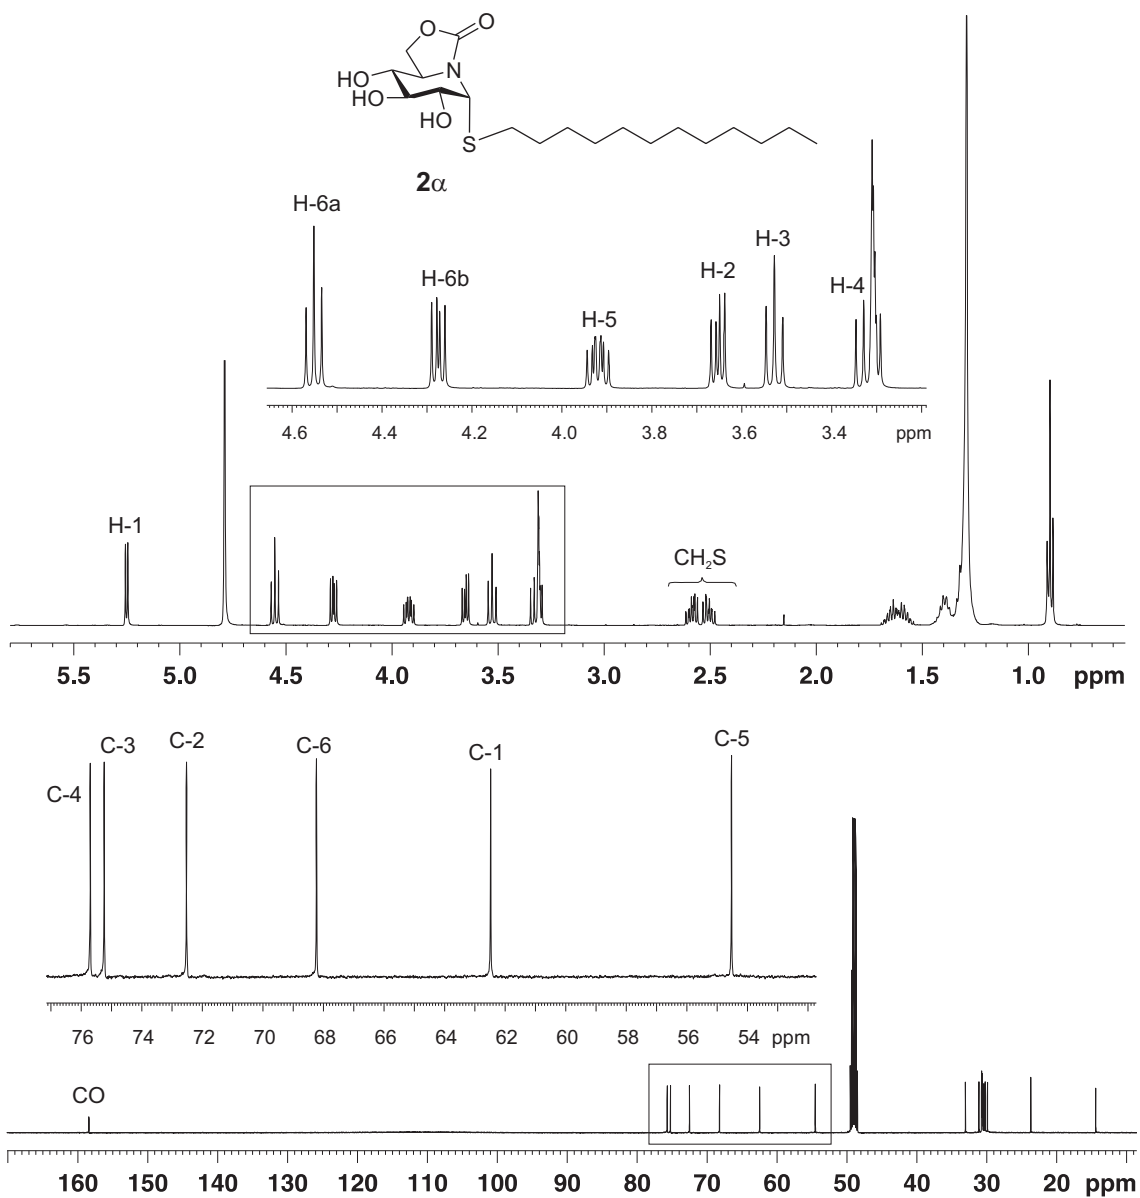 O O
N
HO
HO
HO
S
2α
H-6a
H-6b
H-5
H-2
H-3
H-4
4.6 4.4 4.2 4.0 3.8 3.6 3.4 ppm
H-1
CH₂S
5.5 5.0 4.5 4.0 3.5 3.0 2.5 2.0 1.5 1.0 ppm
C-4
C-3
C-2
C-6
C-1
C-5
76 74 72 70 68 66 64 62 60 58 56 54 ppm
CO
160 150 140 130 120 110 100 90 80 70 60 50 40 30 20 ppm